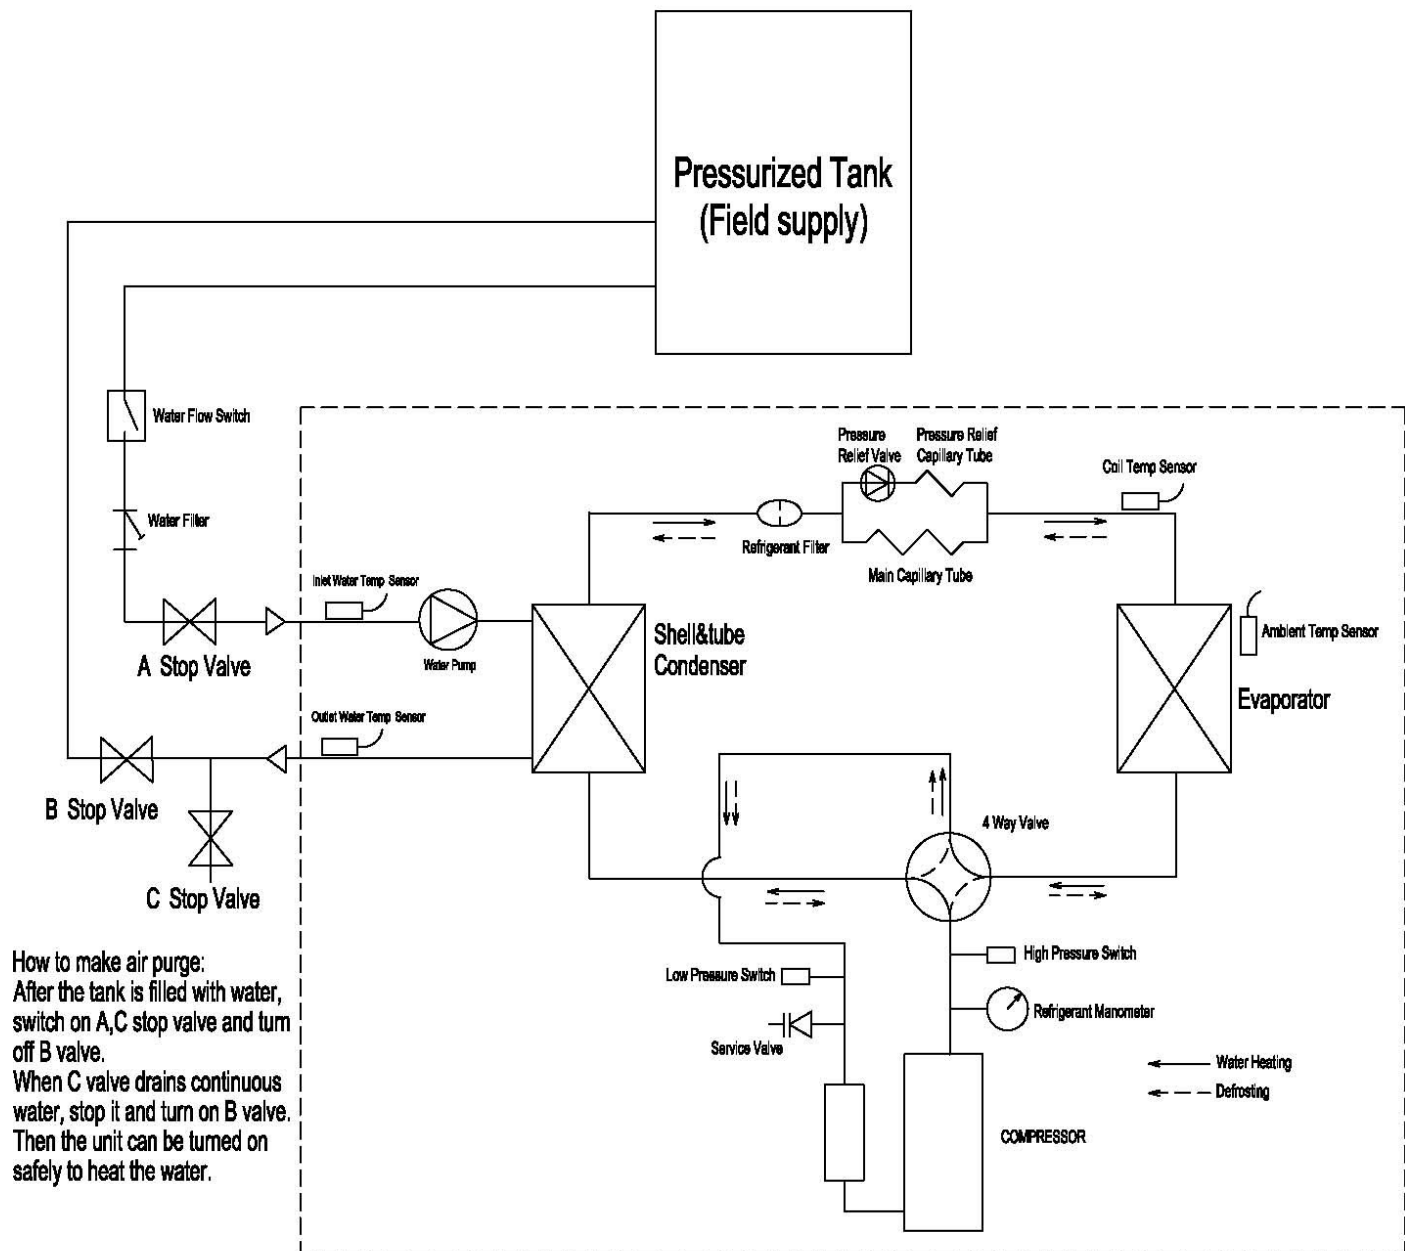 Pressurized Tank
(Field supply)
Water Flow Switch
Pressure
Relief Valve
Pressure Relief
Capillary Tube
Coil Temp Sensor
Water Filter
Refrigerant Filter
Main Capillary Tube
Inlet Water Temp Sensor
Shell&tube
Condenser
Ambient Temp Sensor
A Stop Valve
Water Pump
Evaporator
Outlet Water Temp Sensor
B Stop Valve
4 Way Valve
C Stop Valve
How to make air purge:
After the tank is filled with water,
switch on A,C stop valve and turn
off B valve.
When C valve drains continuous
water, stop it and turn on B valve.
Then the unit can be turned on
safely to heat the water.
High Pressure Switch
Low Pressure Switch
Refrigerant Manometer
Service Valve
Water Heating
Defrosting
COMPRESSOR